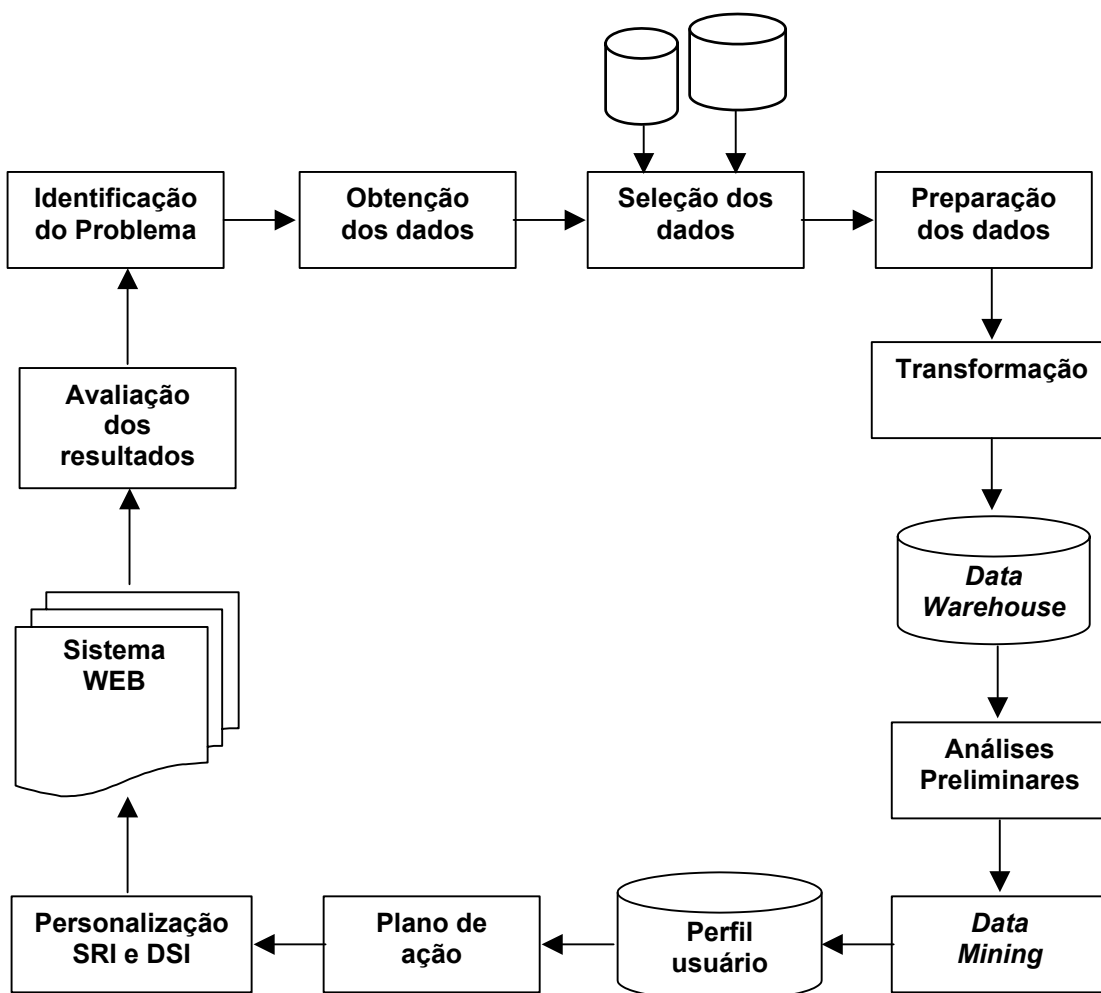 Identificação
do Problema
Obtenção
dos dados
Seleção dos
dados
Preparação
dos dados
Transformação
Data
Warehouse
Análises
Preliminares
Data
Mining
Perfil
usuário
Plano de
ação
Personalização
SRI e DSI
Sistema
WEB
Avaliação
dos
resultados